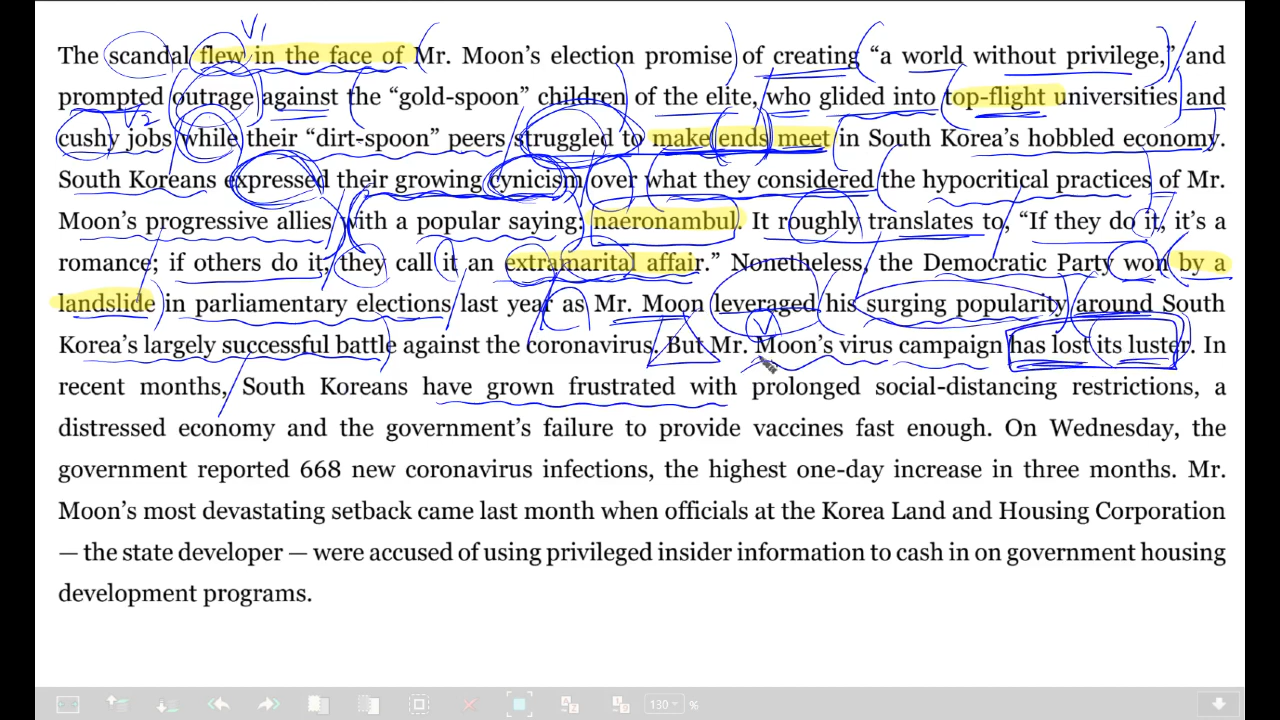 The scandal flew in the face of Mr. Moon's election promise of creating “a world without privilege,” and
prompted outrage against the “gold-spoon” children of the elite, who glided into top-flight universities and
cushy jobs while their “dirt-spoon” peers struggled to make ends meet in South Korea's hobbled economy.
South Koreans expressed their growing cynicism over what they considered the hypocritical practices of Mr.
Moon's progressive allies with a popular saying: naeronambul. It roughly translates to, “If they do it, it's a
romance; if others do it, they call it an extramarital affair.” Nonetheless, the Democratic Party won by a
landslide in parliamentary elections last year as Mr. Moon leveraged his surging popularity around South
Korea's largely successful battle against the coronavirus. But Mr. Moon's virus campaign has lost its luster. In
recent months, South Koreans have grown frustrated with prolonged social-distancing restrictions, a
distressed economy and the government's failure to provide vaccines fast enough. On Wednesday, the
government reported 668 new coronavirus infections, the highest one-day increase in three months. Mr.
Moon's most devastating setback came last month when officials at the Korea Land and Housing Corporation
— the state developer — were accused of using privileged insider information to cash in on government housing
development programs.
130 %